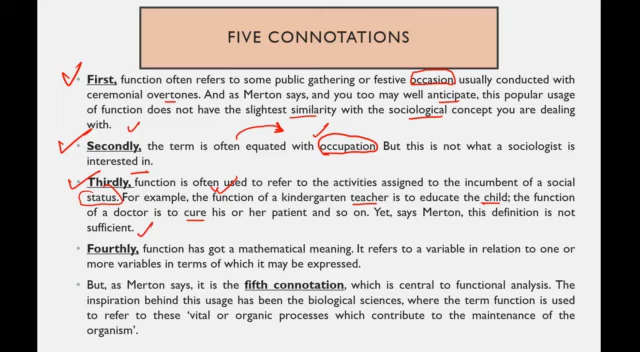 FIVE CONNOTATIONS
• First, function often refers to some public gathering or festive occasion usually conducted with
ceremonial overtones. And as Merton says, and you too may well anticipate, this popular usage
of function does not have the slightest similarity with the sociological concept you are dealing
with.
• Secondly, the term is often equated with occupation. But this is not what a sociologist is
interested in.
• Thirdly, function is often used to refer to the activities assigned to the incumbent of a social
status. For example, the function of a kindergarten teacher is to educate the child; the function
of a doctor is to cure his or her patient and so on. Yet, says Merton, this definition is not
sufficient.
• Fourthly, function has got a mathematical meaning. It refers to a variable in relation to one or
more variables in terms of which it may be expressed.
• But, as Merton says, it is the fifth connotation, which is central to functional analysis. The
inspiration behind this usage has been the biological sciences, where the term function is used
to refer to these ‘vital or organic processes which contribute to the maintenance of the
organism’.